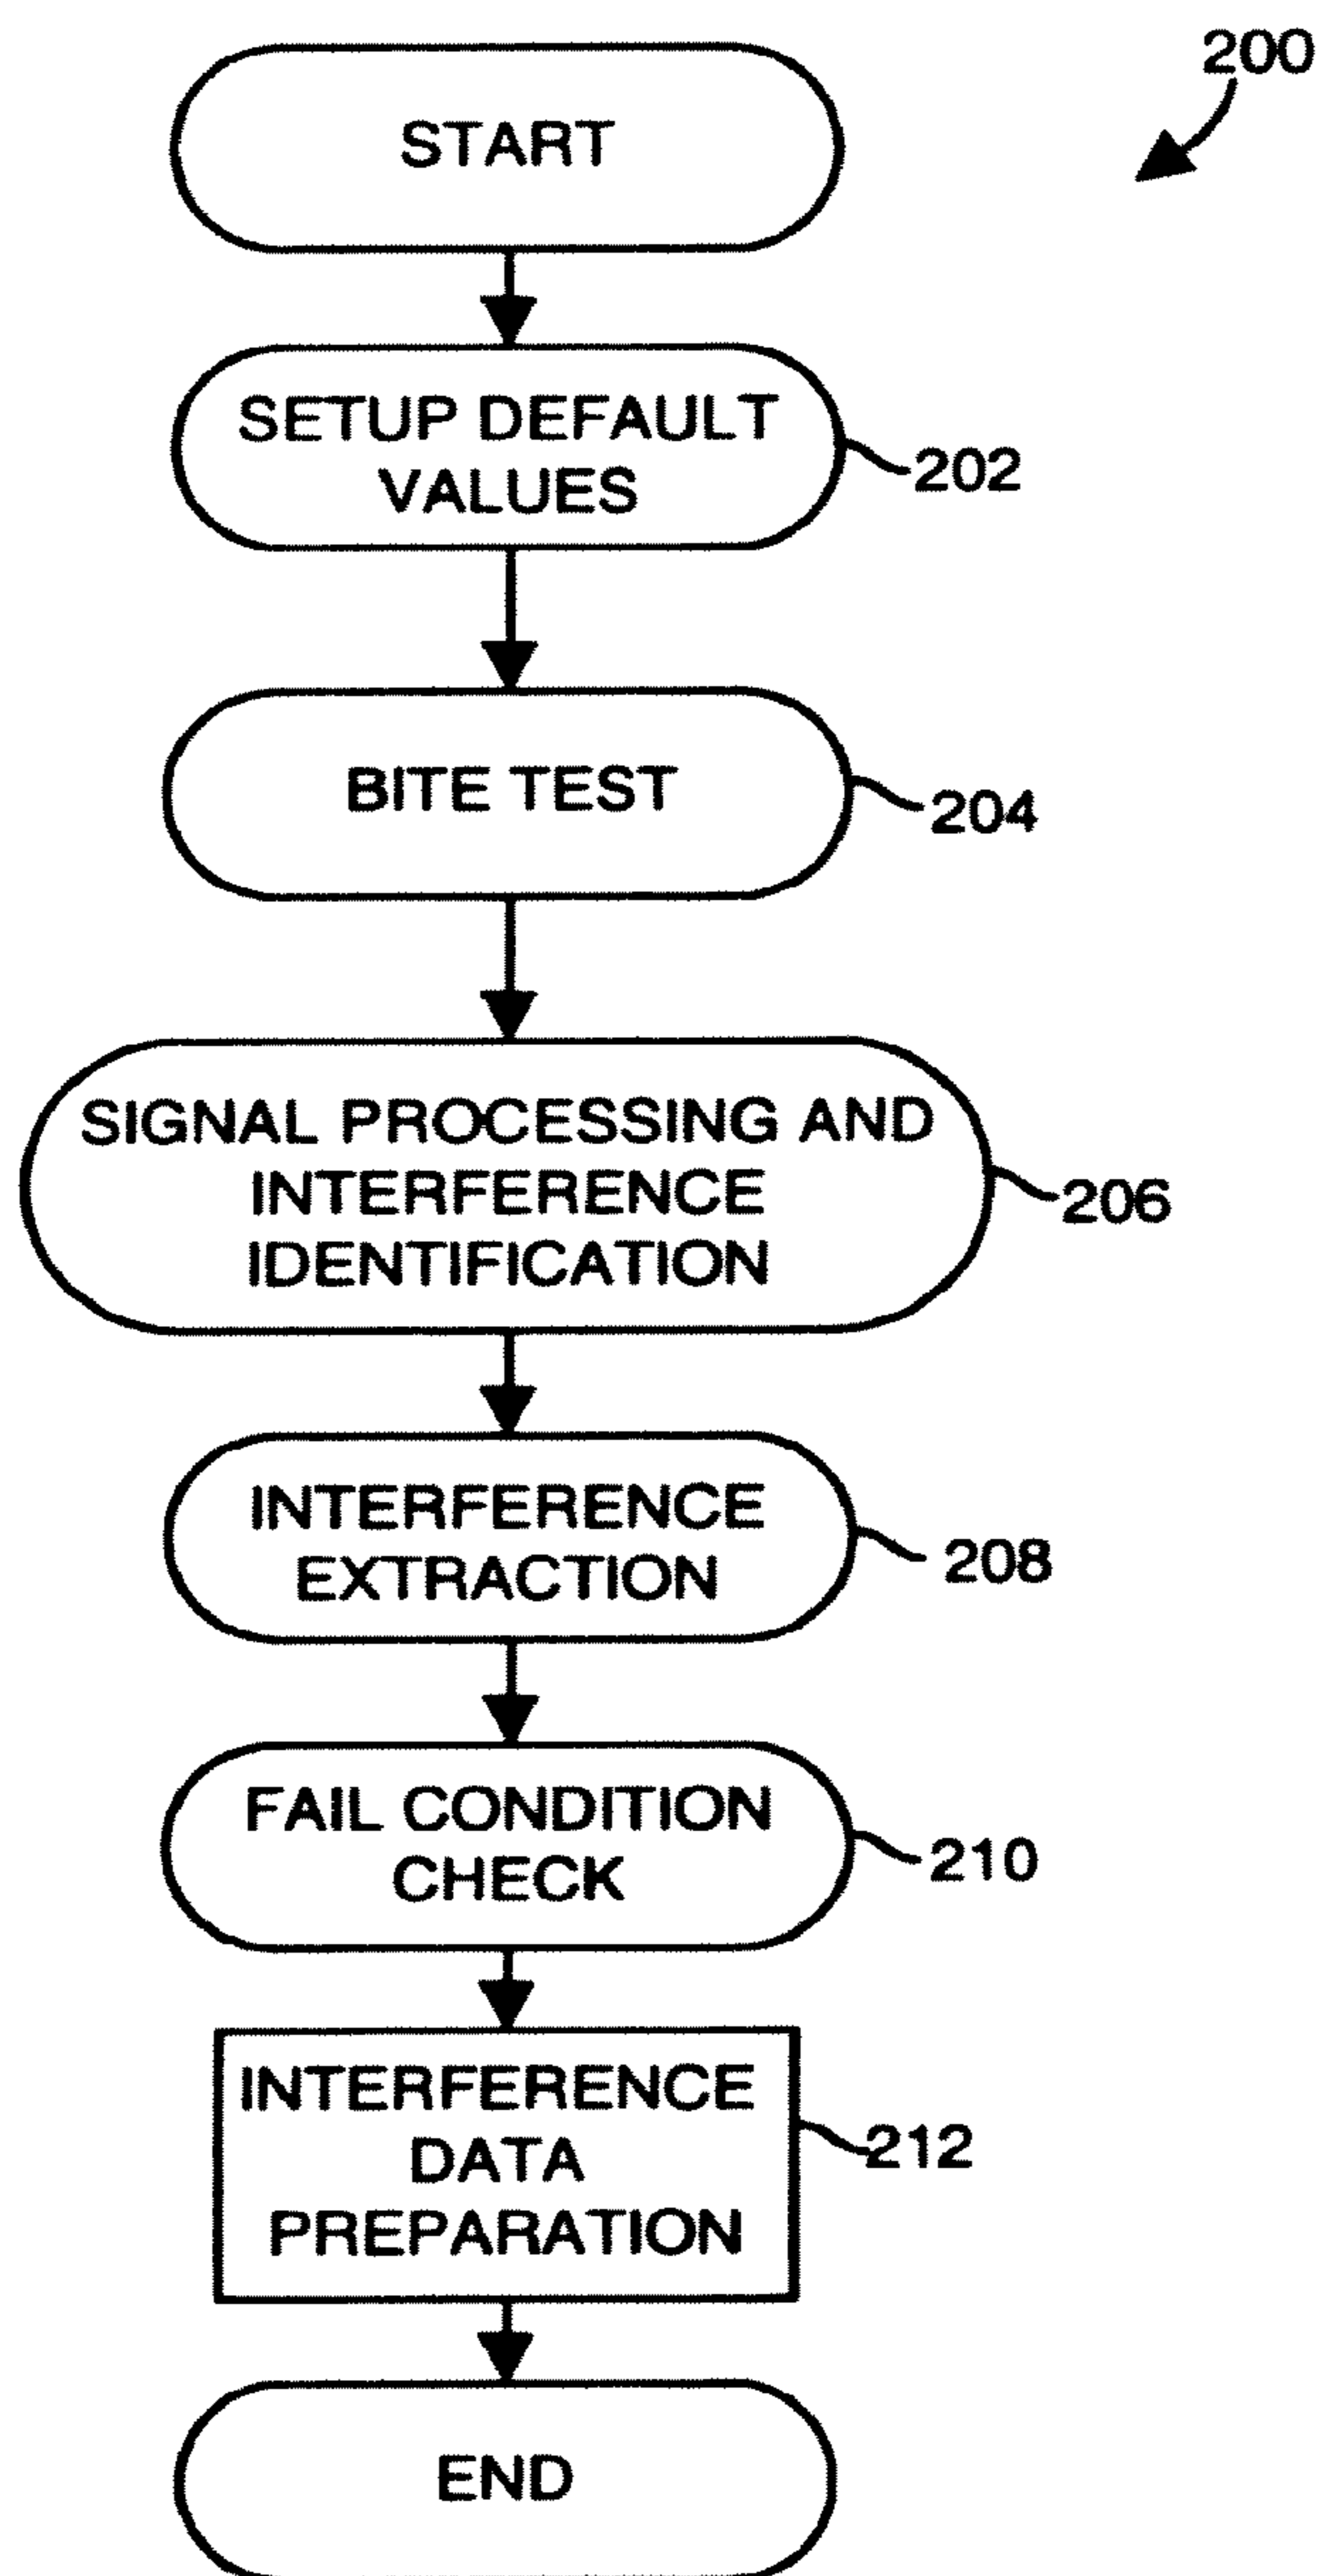 200
START
SETUP DEFAULT
VALUES
202
BITE TEST
204
SIGNAL PROCESSING AND
INTERFERENCE
IDENTIFICATION
206
INTERFERENCE
EXTRACTION
208
FAIL CONDITION
CHECK
210
INTERFERENCE
DATA
PREPARATION
212
END